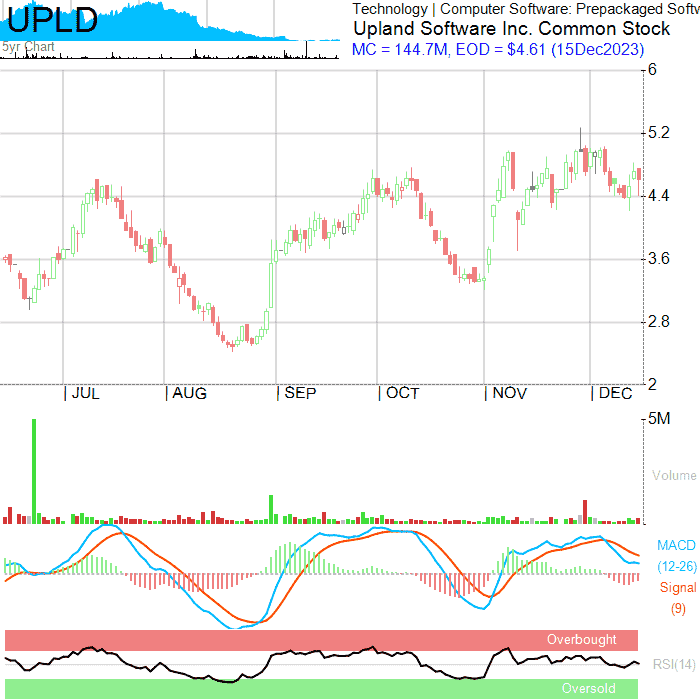 UPLD
Technology | Computer Software: Prepackaged Softw
Upland Software Inc. Common Stock
5yr Chart
MC = 144.7M, EOD = $4.61 (15Dec2023)
6
5.2
4.4
3.6
2.8
2
| JUL | AUG | SEP | OCT | NOV | DEC
5M
Volume
MACD
(12-26)
Signal
(9)
Overbought
RSI(14)
Oversold